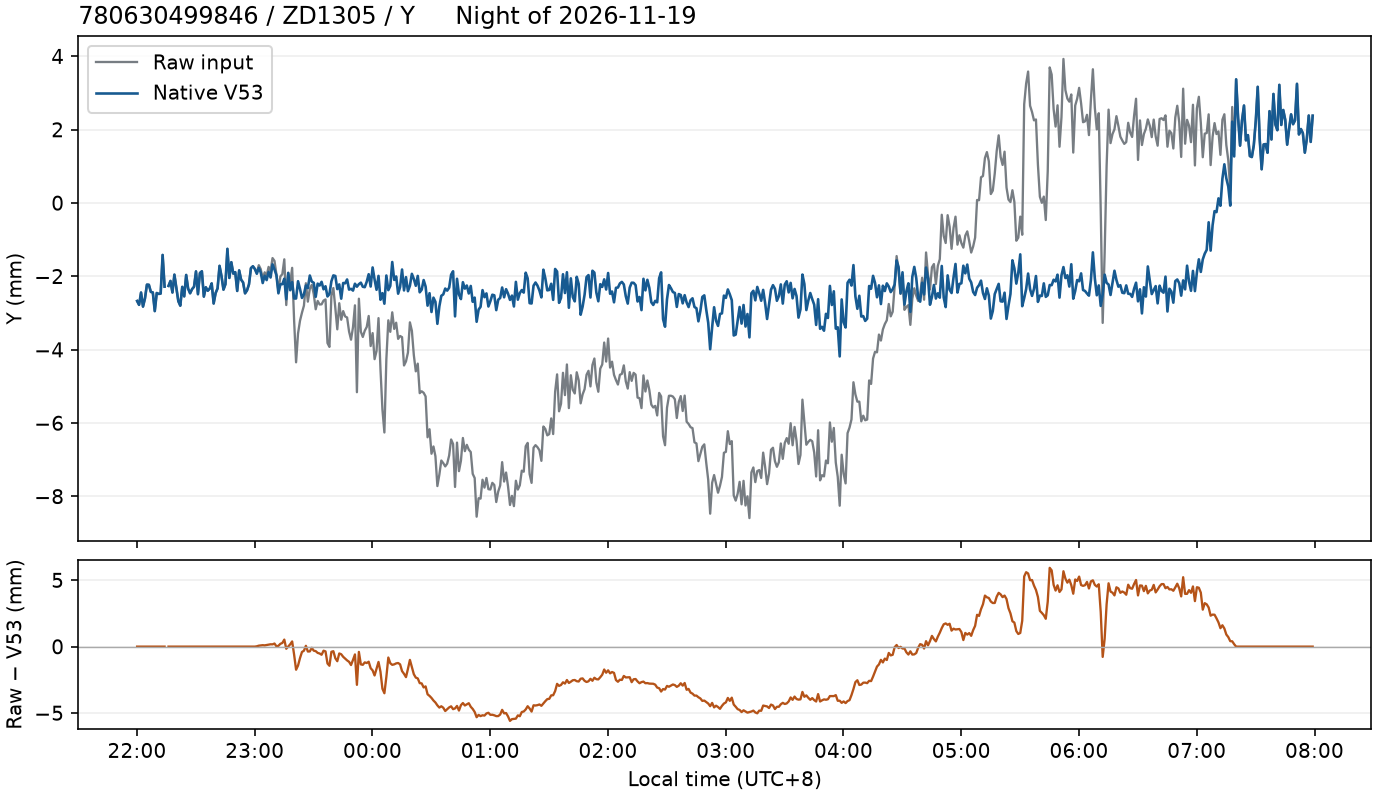 780630499846 / ZD1305 / Y      Night of 2026-11-19
Raw input
Native V53
Y (mm)
4
2
0
−2
−4
−6
−8
Raw − V53 (mm)
5
0
−5
22:00 23:00 00:00 01:00 02:00 03:00 04:00 05:00 06:00 07:00 08:00
Local time (UTC+8)